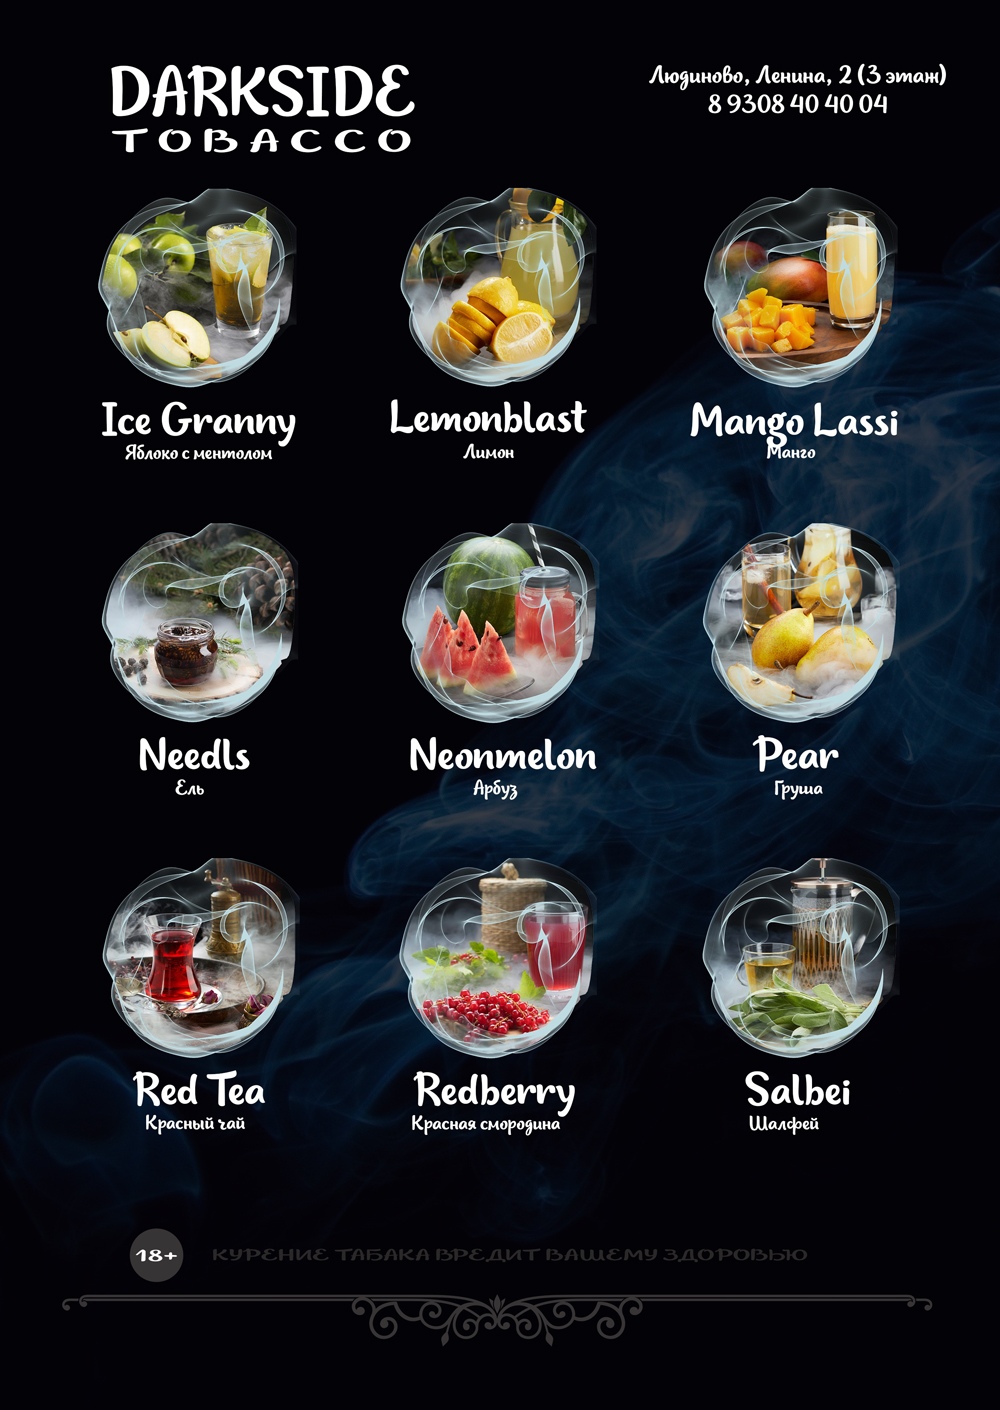 DARKSIDE
TOBACCO
Людиново, Ленина, 2 (3 этаж)
8 9308 40 40 04
Ice Granny
Яблоко с ментолом
Lemonblast
Лимон
Mango Lassi
Манго
Needls
Ель
Neonmelon
Арбуз
Pear
Груша
Red Tea
Красный чай
Redberry
Красная смородина
Salbei
Шалфей
18+
КУРЕНИЕ ТАБАКА ВРЕДИТ ВАШЕМУ ЗДОРОВЬЮ